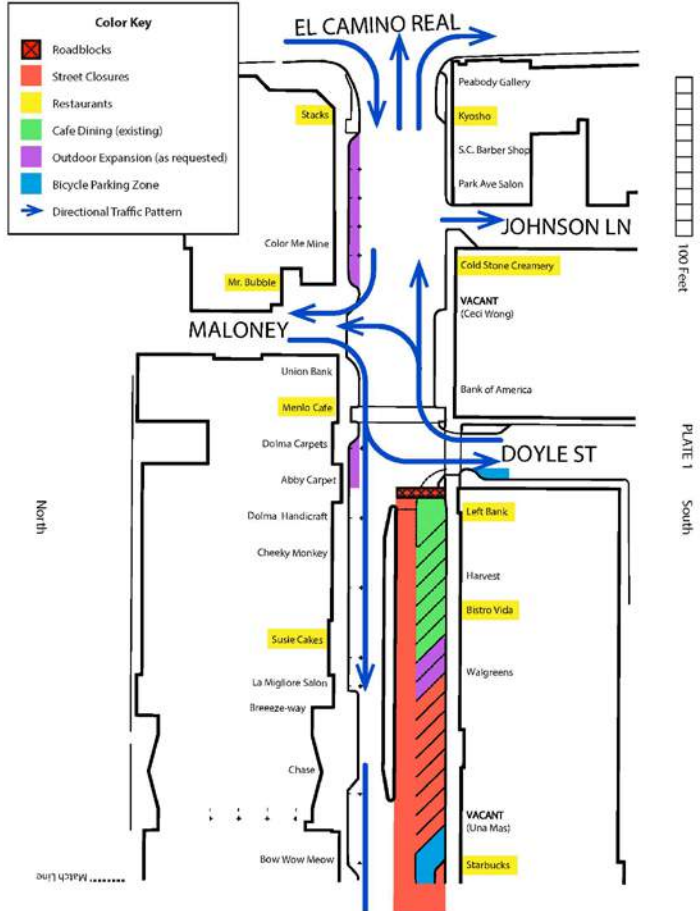 Color Key
Roadblocks
Street Closures
Restaurants
Cafe Dining (existing)
Outdoor Expansion (as requested)
Bicycle Parking Zone
Directional Traffic Pattern
EL CAMINO REAL
Stacks
Color Me Mine
Mr. Bubble
MALONEY
Union Bank
Menlo Cafe
Dolma Carpets
Abby Carpet
Dolma Handicraft
Cheeky Monkey
Susie Cakes
La Migliore Salon
Breeeze-way
Chase
Bow Wow Meow
Peabody Gallery
Kyosho
S.C. Barber Shop
Park Ave Salon
JOHNSON LN
Cold Stone Creamery
VACANT
(Ceci Wong)
Bank of America
DOYLE ST
Left Bank
Harvest
Bistro Vida
Walgreens
VACANT
(Una Mas)
Starbucks
100 Feet
PLATE 1
South
North
Match Line